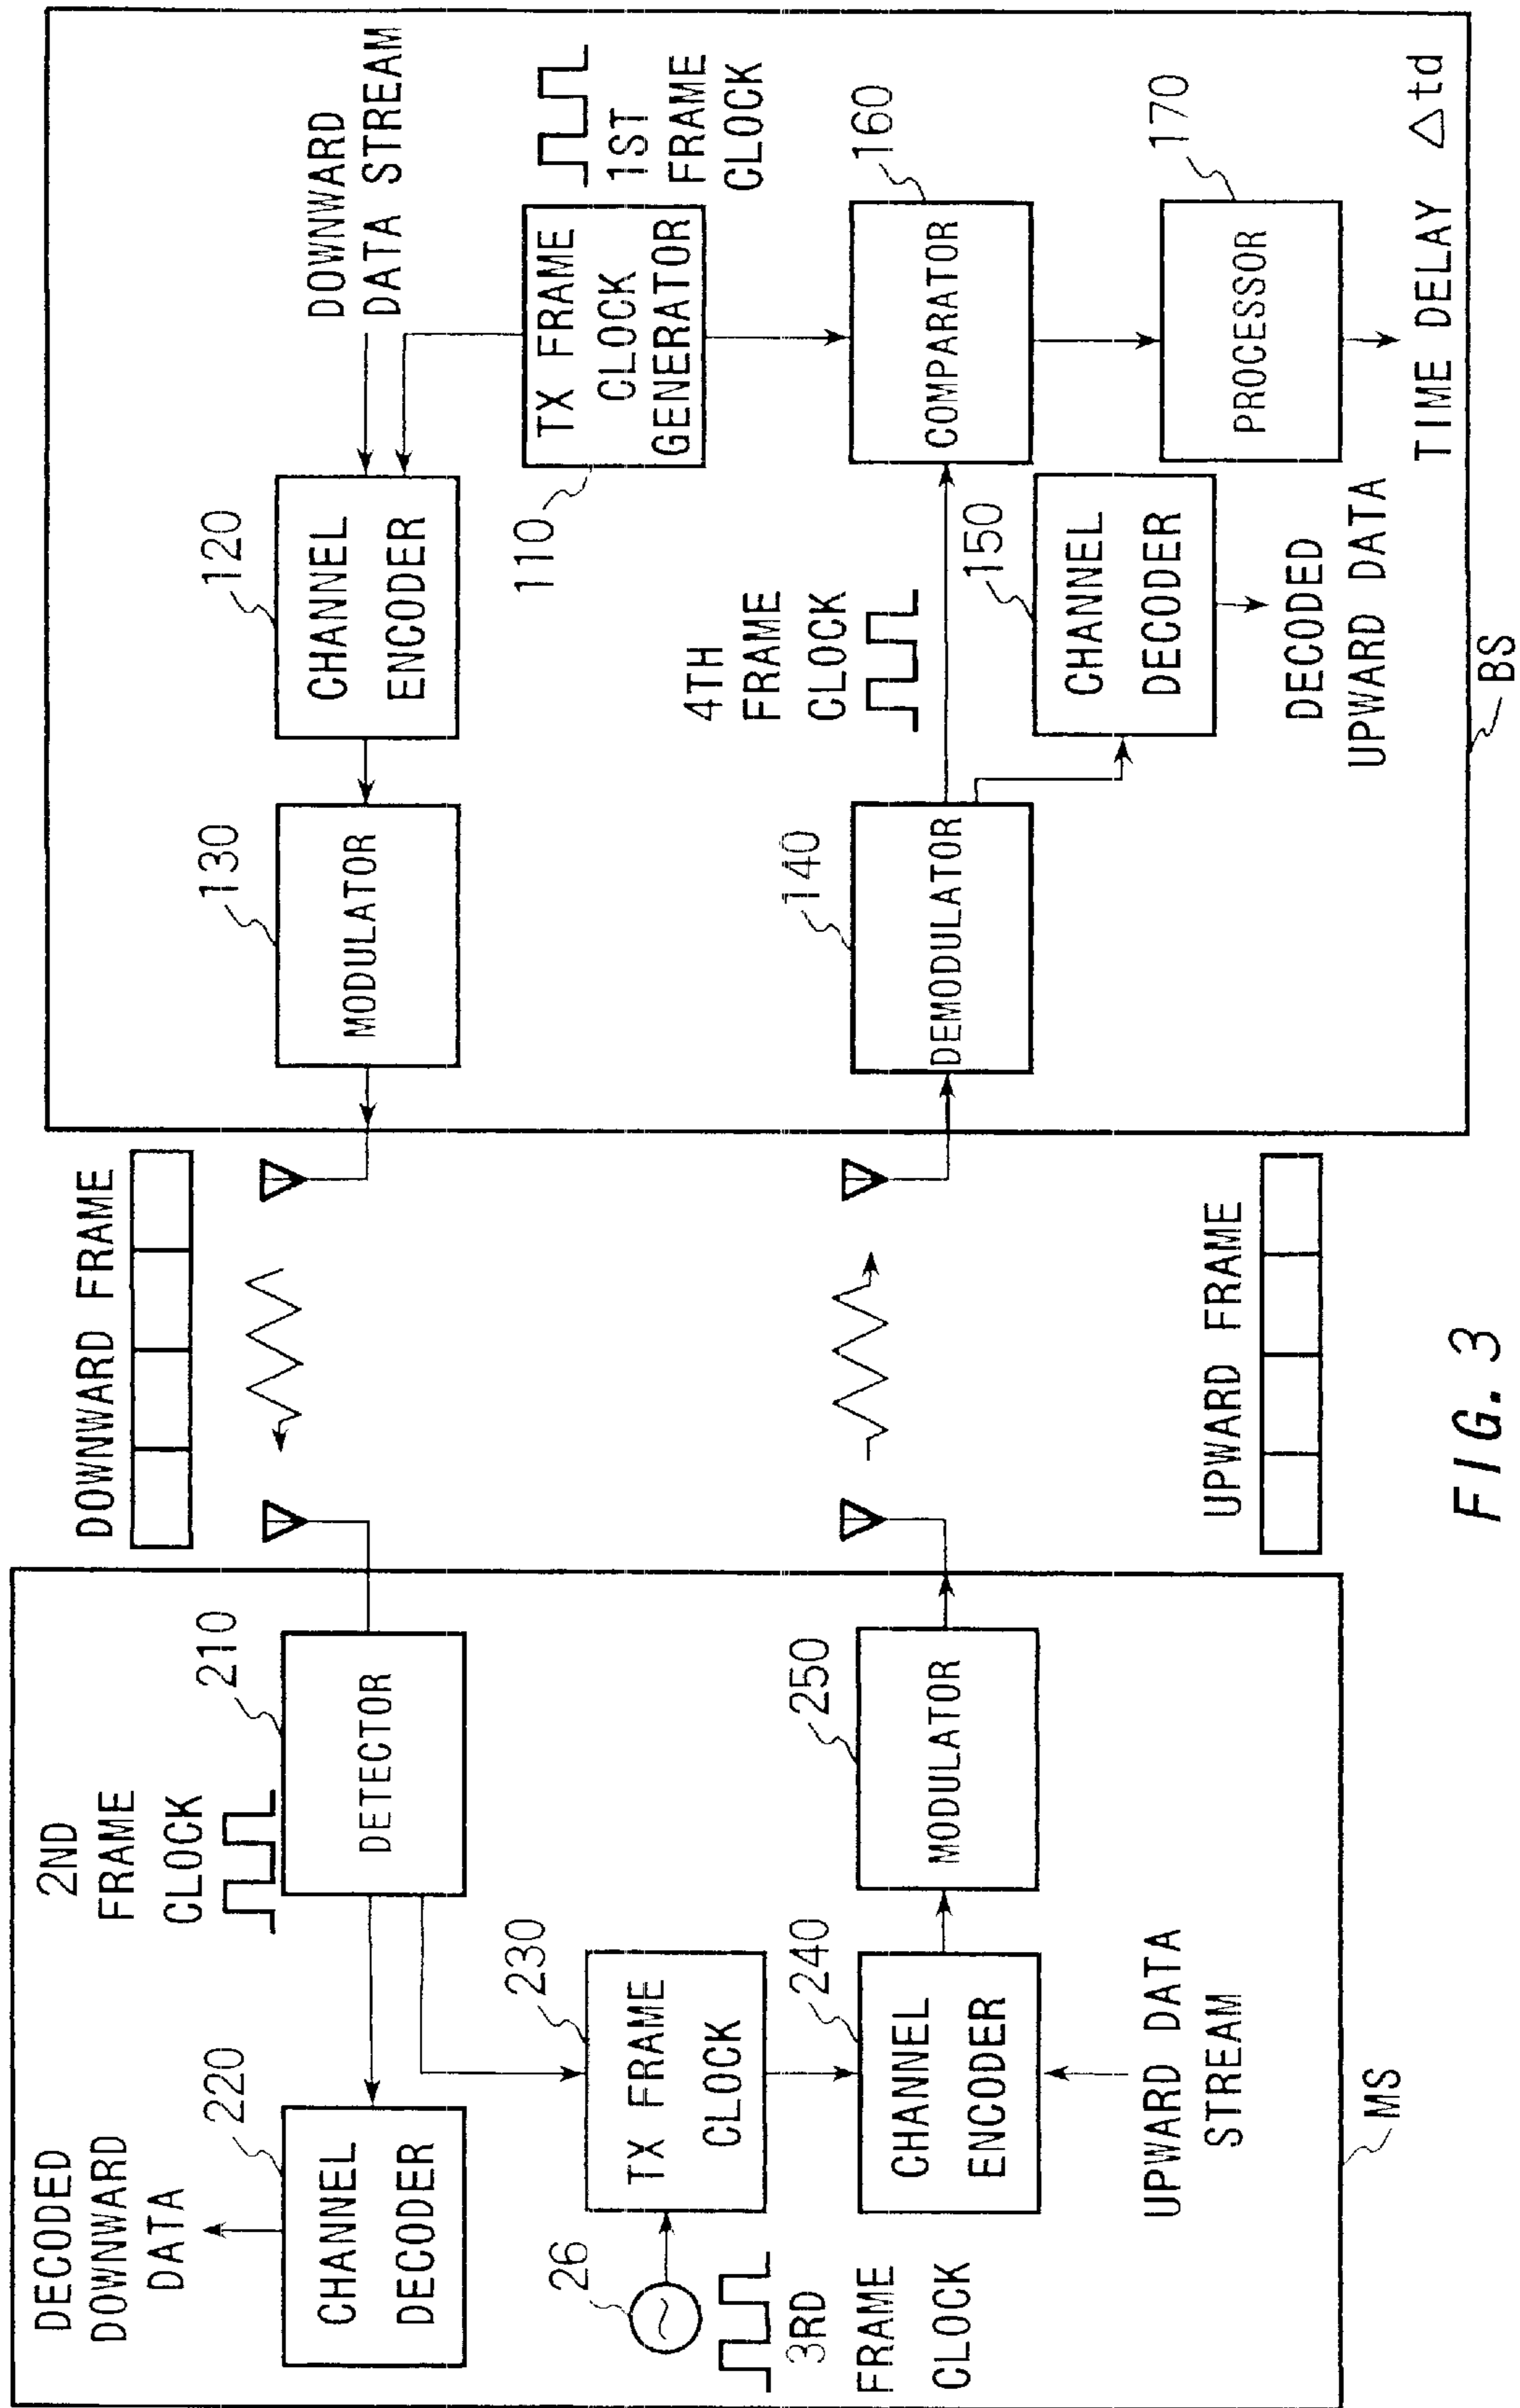 DECODED
DOWNWARD
DATA
220
CHANNEL
DECODER
2ND
FRAME
CLOCK
210
DETECTOR
26
3RD
FRAME
CLOCK
230
TX FRAME
CLOCK
240
CHANNEL
ENCODER
UPWARD DATA
STREAM
250
MODULATOR
MS
DOWNWARD FRAME
UPWARD FRAME
130
MODULATOR
120
CHANNEL
ENCODER
DOWNWARD
DATA STREAM
110
TX FRAME
CLOCK
GENERATOR
1ST
FRAME
CLOCK
140
DEMODULATOR
4TH
FRAME
CLOCK
150
CHANNEL
DECODER
DECODED
UPWARD DATA
160
COMPARATOR
170
PROCESSOR
TIME DELAY △td
BS
FIG. 3